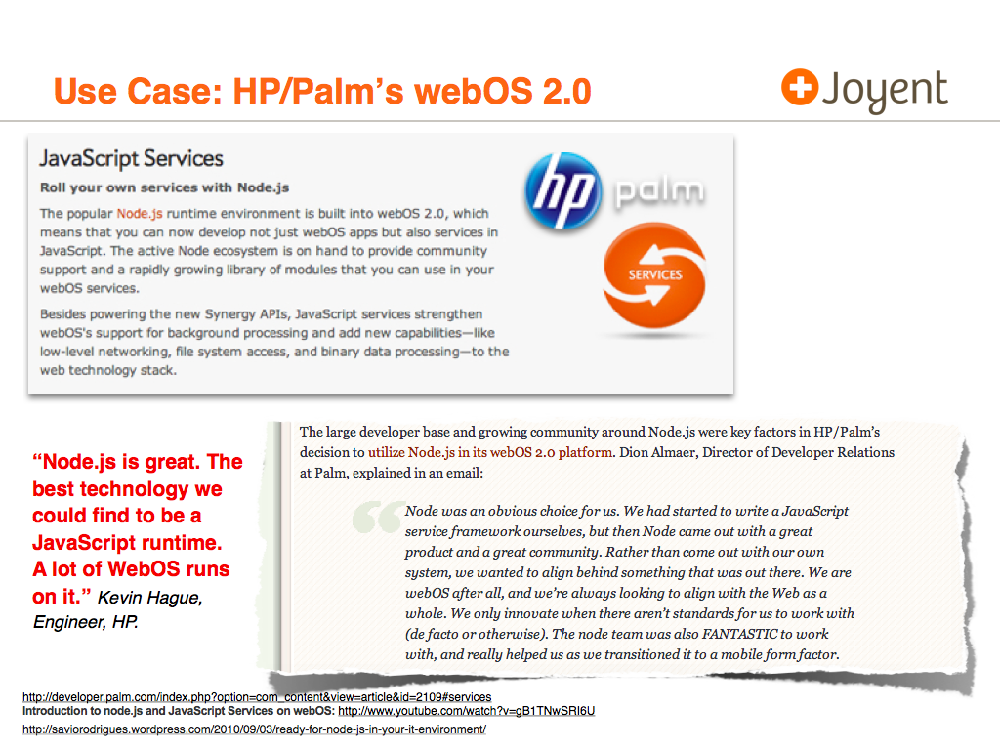 Use Case: HP/Palm’s webOS 2.0
Joyent
JavaScript Services
Roll your own services with Node.js
The popular Node.js runtime environment is built into webOS 2.0, which
means that you can now develop not just webOS apps but also services in
JavaScript. The active Node ecosystem is on hand to provide community
support and a rapidly growing library of modules that you can use in your
webOS services.
Besides powering the new Synergy APIs, JavaScript services strengthen
webOS's support for background processing and add new capabilities—like
low-level networking, file system access, and binary data processing—to the
web technology stack.
hp
palm
SERVICES
“Node.js is great. The
best technology we
could find to be a
JavaScript runtime.
A lot of WebOS runs
on it.” Kevin Hague,
Engineer, HP.
The large developer base and growing community around Node.js were key factors in HP/Palm’s
decision to utilize Node.js in its webOS 2.0 platform. Dion Almaer, Director of Developer Relations
at Palm, explained in an email:
“
Node was an obvious choice for us. We had started to write a JavaScript
service framework ourselves, but then Node came out with a great
product and a great community. Rather than come out with our own
system, we wanted to align behind something that was out there. We are
webOS after all, and we’re always looking to align with the Web as a
whole. We only innovate when there aren’t standards for us to work with
(de facto or otherwise). The node team was also FANTASTIC to work
with, and really helped us as we transitioned it to a mobile form factor.
http://developer.palm.com/index.php?option=com_content&view=article&id=2109#services
Introduction to node.js and JavaScript Services on webOS: http://www.youtube.com/watch?v=gB1TNwSRI6U
http://saviorodrigues.wordpress.com/2010/09/03/ready-for-node-js-in-your-it-environment/